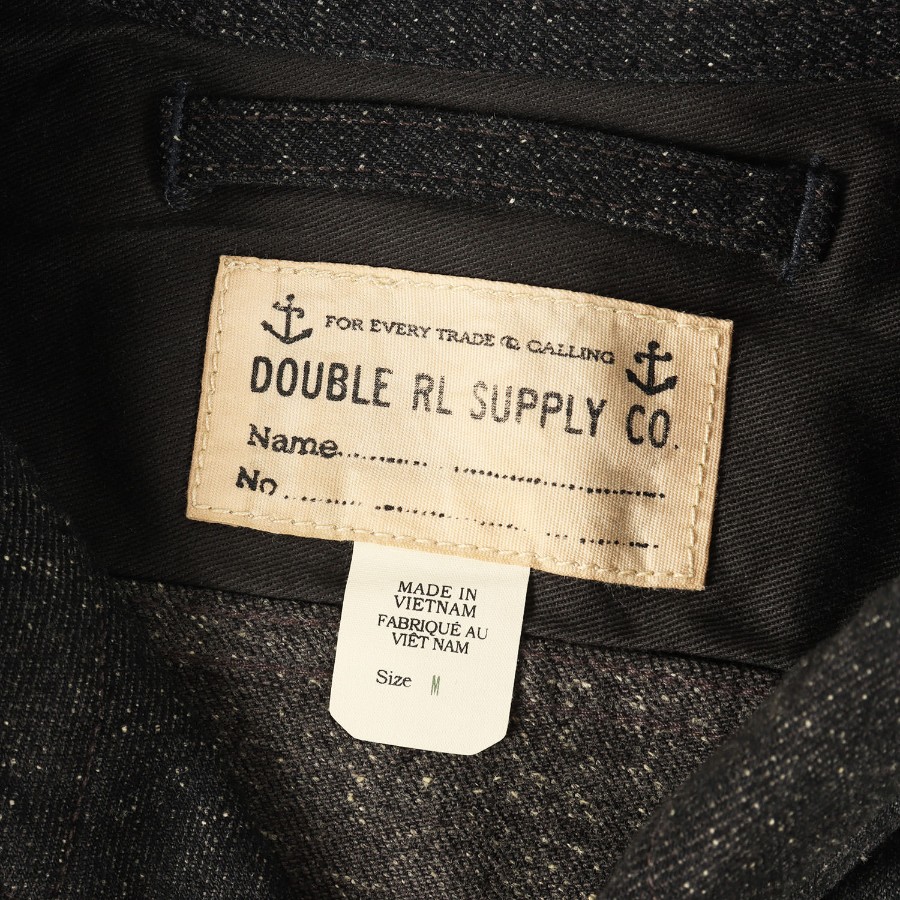 FOR EVERY TRADE & CALLING
DOUBLE RL SUPPLY CO.
Name
No
MADE IN
VIETNAM
FABRIQUÉ AU
VIÊT NAM
Size M